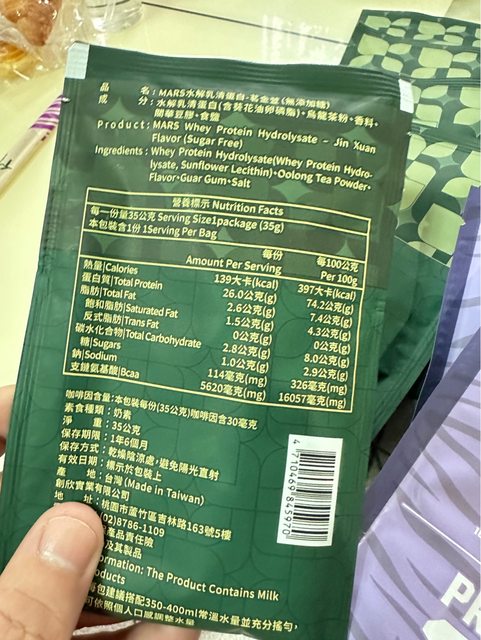 品 名:MARS水解乳清蛋白-茗金萱(無添加糖)
成 分:水解乳清蛋白(含葵花油卵磷脂)•烏龍茶粉•香料•
關華豆膠•食鹽
Product:MARS Whey Protein Hydrolysate – Jin Xuan
Flavor(Sugar Free)
Ingredients:Whey Protein Hydrolysate(Whey Protein Hydro-
lysate, Sunflower Lecithin)•Oolong Tea Powder•
Flavor•Guar Gum•Salt
營養標示 Nutrition Facts
每一份量35公克 Serving Size1package (35g)
本包裝含1份 1Serving Per Bag
每份 每100公克
Amount Per Serving Per 100g
熱量|Calories 139大卡(kcal) 397大卡(kcal)
蛋白質|Total Protein 26.0公克(g) 74.2公克(g)
脂肪|Total Fat 2.6公克(g) 7.4公克(g)
飽和脂肪|Saturated Fat 1.5公克(g) 4.3公克(g)
反式脂肪|Trans Fat 0公克(g) 0公克(g)
碳水化合物|Total Carbohydrate 2.8公克(g) 8.0公克(g)
糖|Sugars 1.0公克(g) 2.9公克(g)
鈉|Sodium 114毫克(mg) 326毫克(mg)
支鏈氨基酸|Bcaa 5620毫克(mg) 16057毫克(mg)
咖啡因含量:本包裝每份(35公克)咖啡因含30毫克
素食種類:奶素
淨 重:35公克
保存期限:1年6個月
保存方式:乾燥陰涼處,避免陽光直射
有效日期:標示於包裝上
產 地:台灣(Made in Taiwan)
創欣實業有限公司
地 址:桃園市蘆竹區吉林路163號5樓
(02)8786-1109
產品責任險
及其製品
ormation: The Product Contains Milk
oducts
每包建議搭配350-400ml常溫水量並充分搖勻,
可依照個人口感調整水量
4 710469 845970
PR